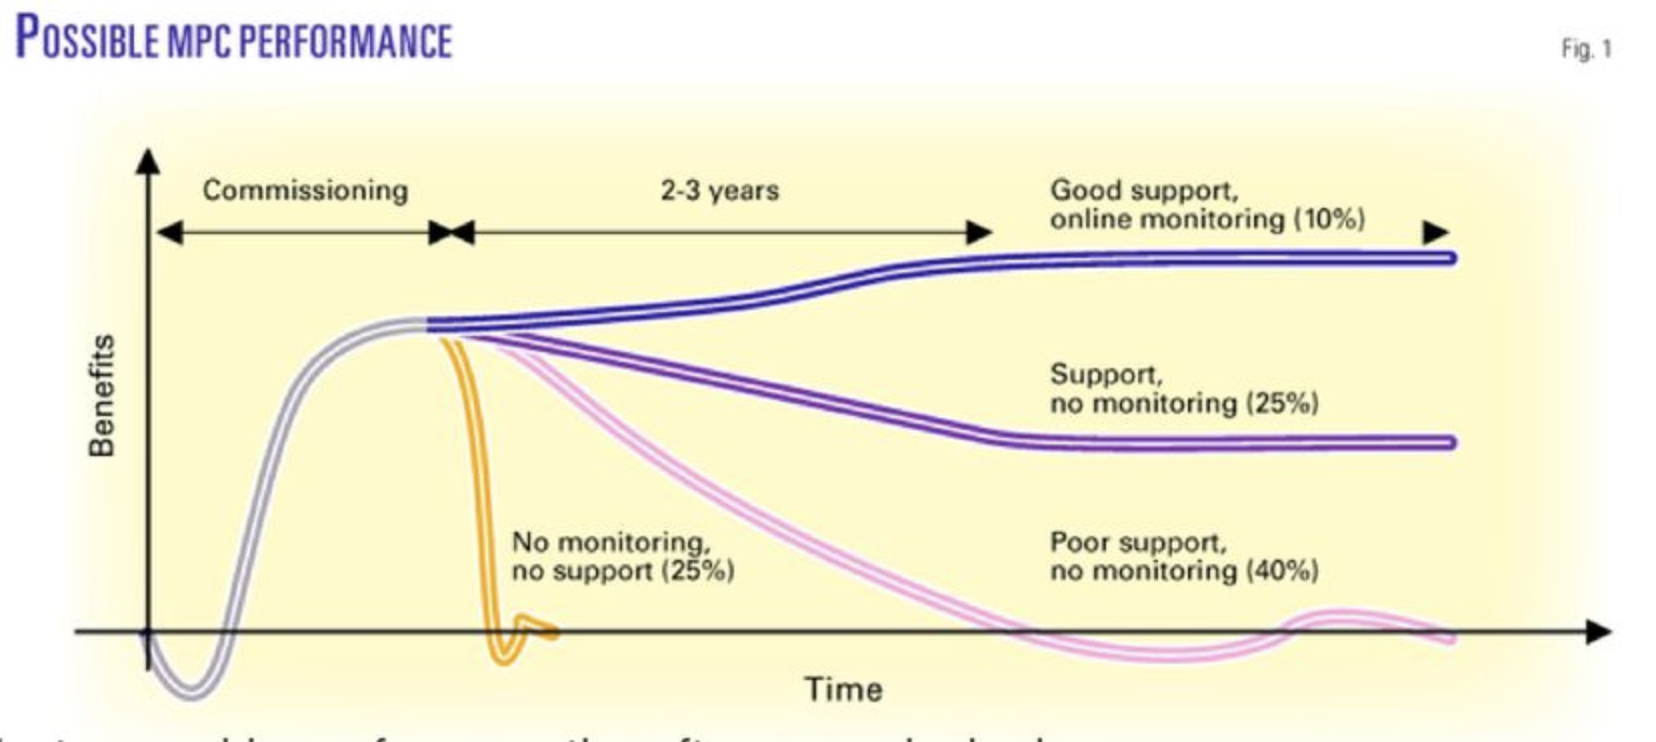 POSSIBLE MPC PERFORMANCE
Fig. 1
Commissioning
2-3 years
Good support,
online monitoring (10%)
Benefits
Support,
no monitoring (25%)
No monitoring,
no support (25%)
Poor support,
no monitoring (40%)
Time